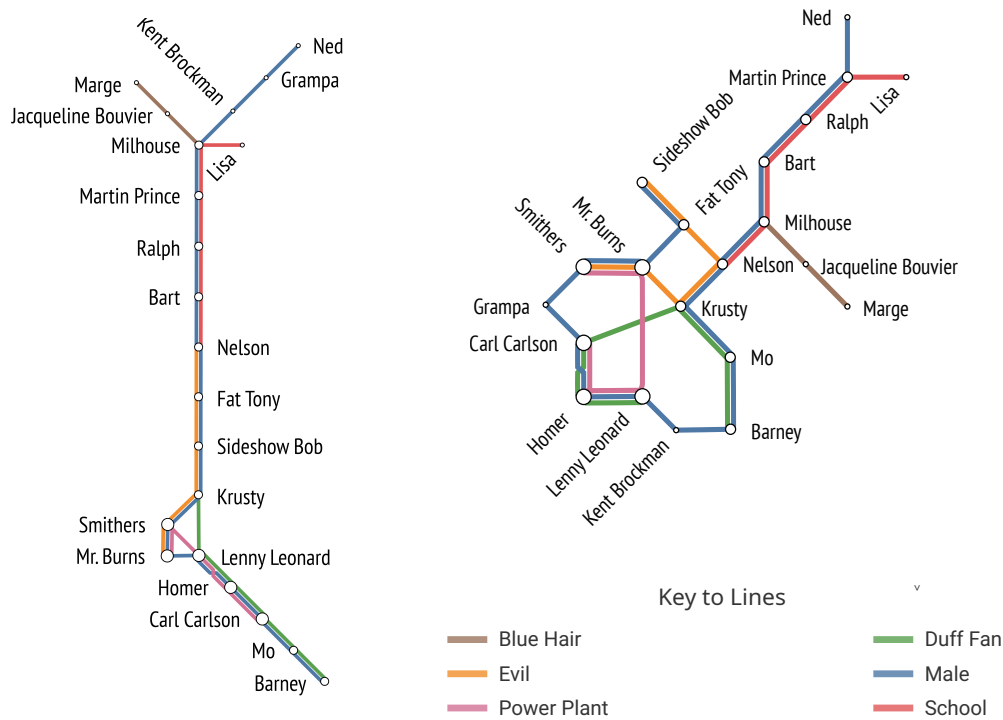 Kent Brockman
Ned
Grampa
Marge
Jacqueline Bouvier
Milhouse
Lisa
Martin Prince
Ralph
Bart
Nelson
Fat Tony
Sideshow Bob
Krusty
Smithers
Mr. Burns
Lenny Leonard
Homer
Carl Carlson
Mo
Barney
Ned
Martin Prince
Lisa
Ralph
Sideshow Bob
Bart
Fat Tony
Milhouse
Smithers
Mr. Burns
Nelson
Jacqueline Bouvier
Grampa
Krusty
Marge
Carl Carlson
Mo
Homer
Lenny Leonard
Kent Brockman
Barney
Key to Lines
v
Blue Hair
Duff Fan
Evil
Male
Power Plant
School